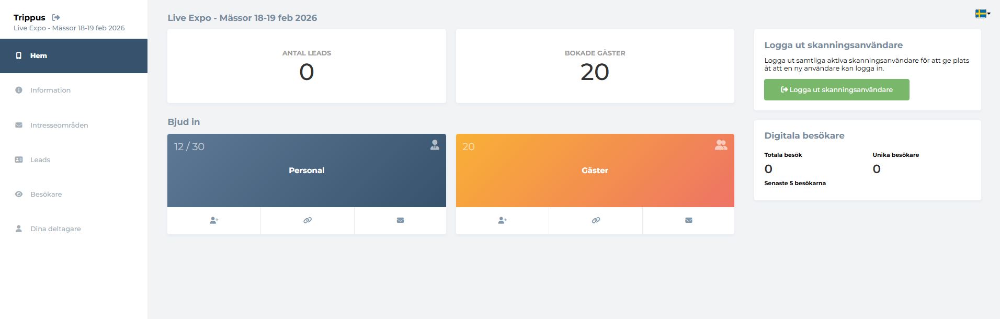 Trippus
Live Expo - Mässor 18-19 feb 2026
Hem
Information
Intresseområden
Leads
Besökare
Dina deltagare
Live Expo - Mässor 18-19 feb 2026
ANTAL LEADS
0
BOKADE GÄSTER
20
Bjud in
12 / 30
Personal
20
Gäster
Logga ut skanningsanvändare
Logga ut samtliga aktiva skanningsanvändare för att ge plats
åt att en ny användare kan logga in.
Logga ut skanningsanvändare
Digitala besökare
Totala besök
0
Unika besökare
0
Senaste 5 besökarna